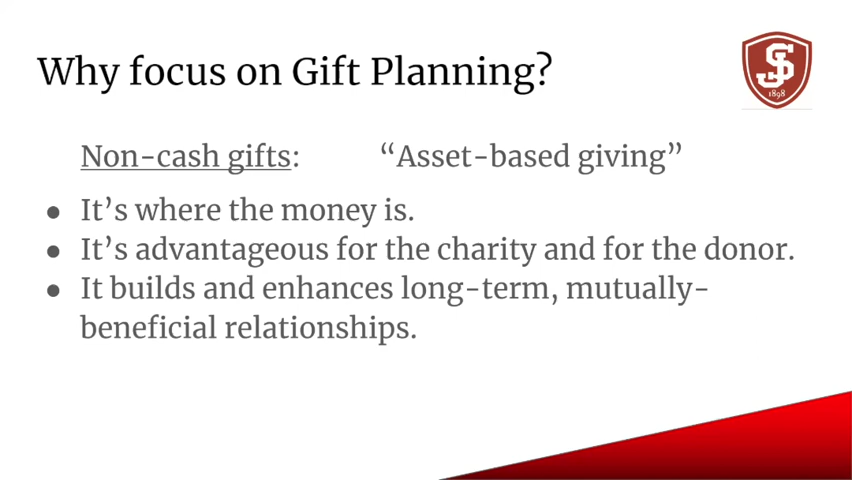 Why focus on Gift Planning?
SJ
1898
Non-cash gifts: “Asset-based giving”
● It’s where the money is.
● It’s advantageous for the charity and for the donor.
● It builds and enhances long-term, mutually-
beneficial relationships.